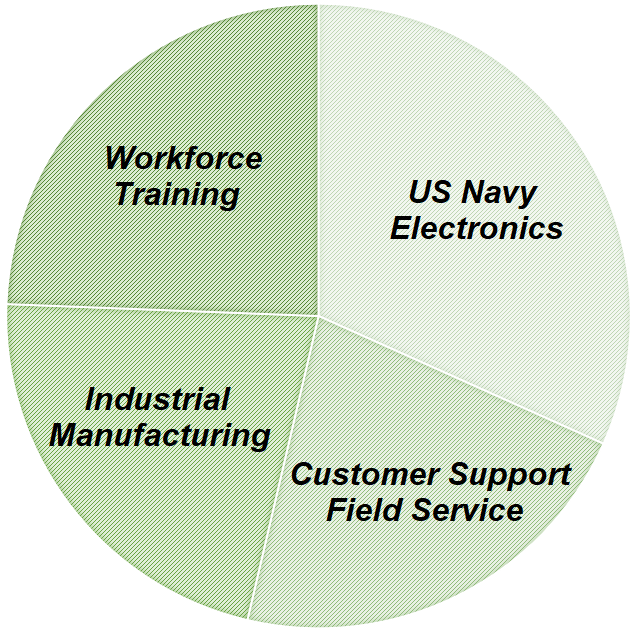 Workforce
Training
US Navy
Electronics
Industrial
Manufacturing
Customer Support
Field Service